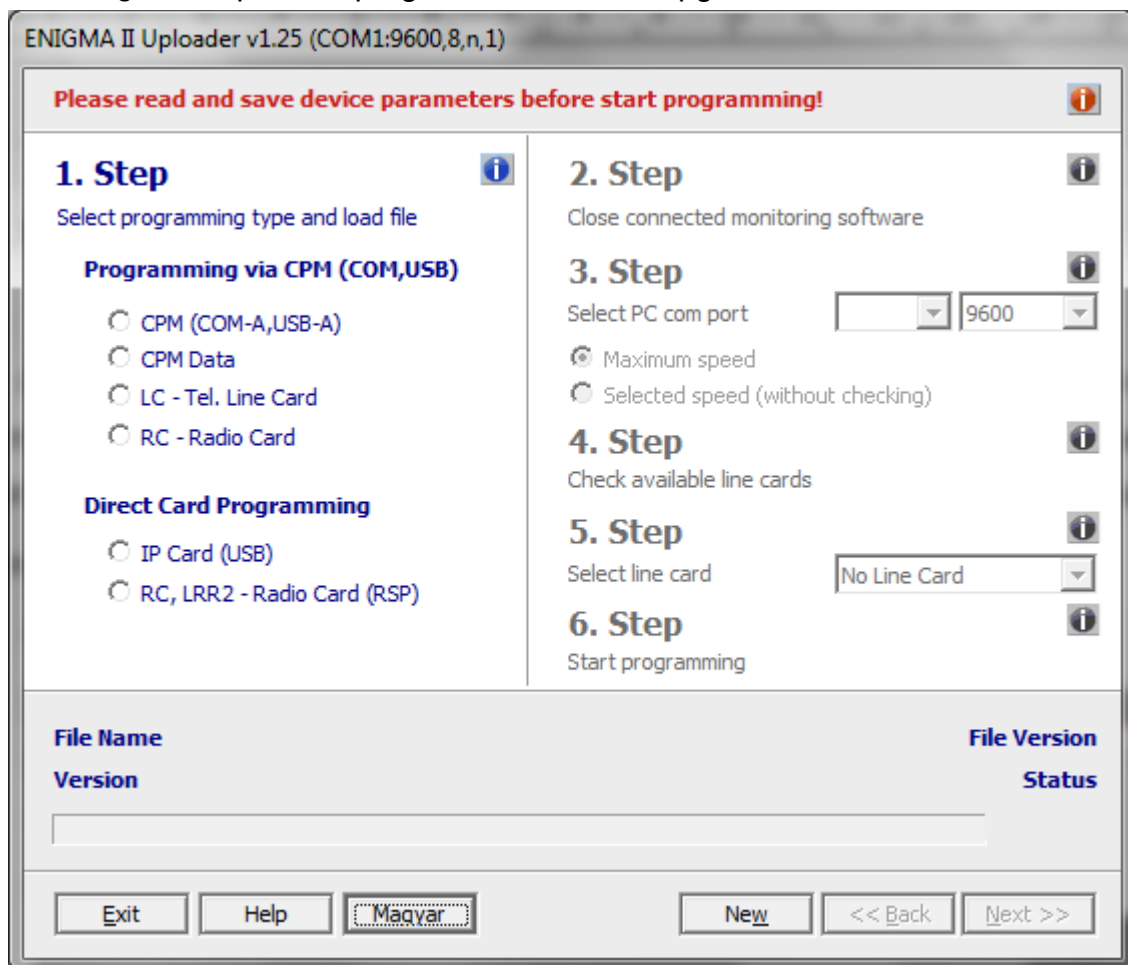 ENIGMA II Uploader v1.25 (COM1:9600,8,n,1)
Please read and save device parameters before start programming!
1. Step
Select programming type and load file
Programming via CPM (COM,USB)
CPM (COM-A,USB-A)
CPM Data
LC - Tel. Line Card
RC - Radio Card
Direct Card Programming
IP Card (USB)
RC, LRR2 - Radio Card (RSP)
2. Step
Close connected monitoring software
3. Step
Select PC com port 9600
Maximum speed
Selected speed (without checking)
4. Step
Check available line cards
5. Step
Select line card No Line Card
6. Step
Start programming
File Name File Version
Version Status
Exit Help Magyar New << Back Next >>